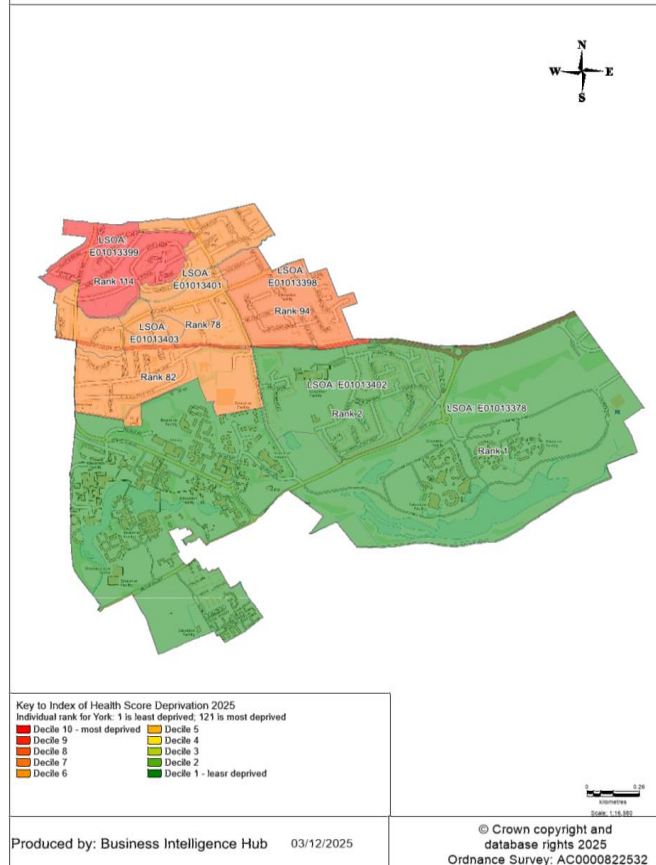 N
W E
S
LSOA:
E01013399
Rank 114
LSOA:
E01013401
LSOA:
E01013398
Rank 94
LSOA:
E01013403
Rank 78
Rank 82
LSOA: E01013402
Rank 2
LSOA: E01013378
Rank 1
Key to Index of Health Score Deprivation 2025
Individual rank for York: 1 is least deprived; 121 is most deprived
Decile 10 - most deprived
Decile 9
Decile 8
Decile 7
Decile 6
Decile 5
Decile 4
Decile 3
Decile 2
Decile 1 - leasr deprived
0 0.26
kilometres
Produced by: Business Intelligence Hub 03/12/2025
© Crown copyright and
database rights 2025
Ordnance Survey: AC0000822532